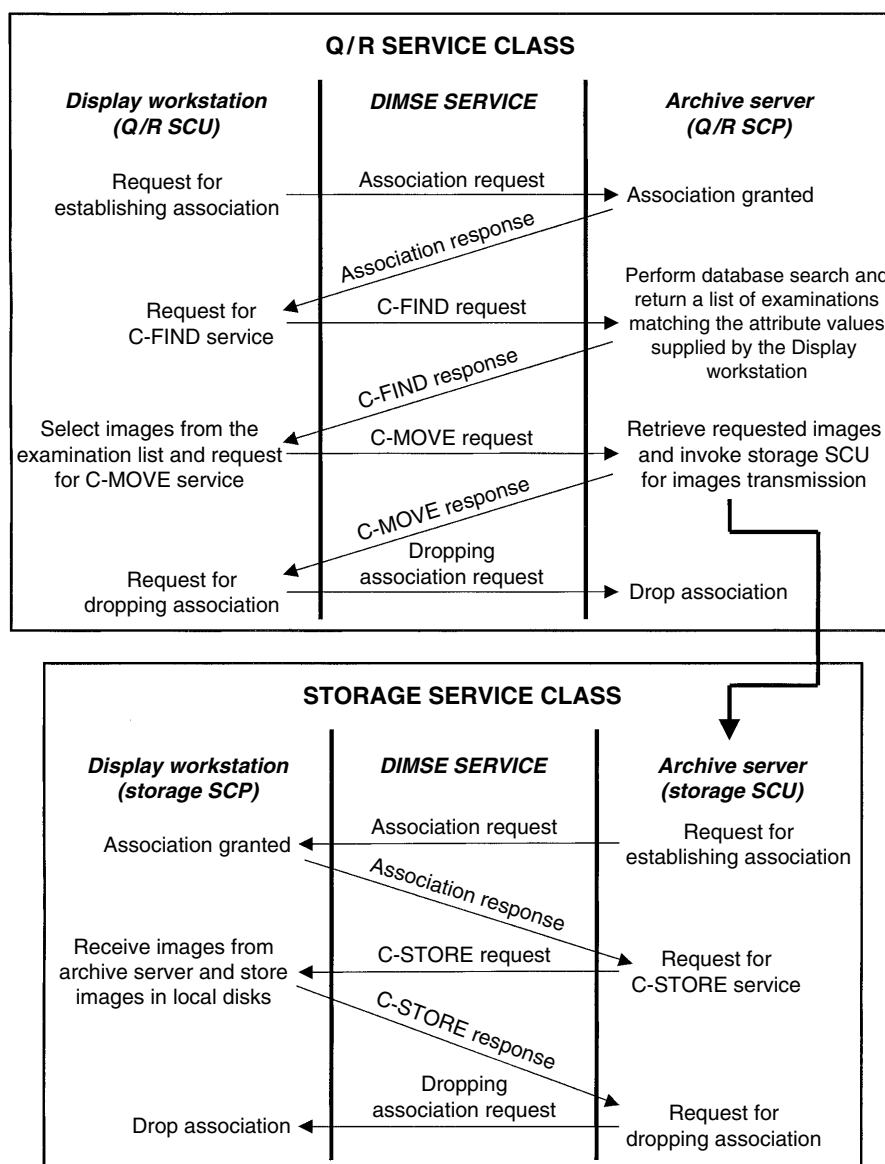 Q/R SERVICE CLASS
Display workstation
(Q/R SCU)
DIMSE SERVICE
Archive server
(Q/R SCP)
Request for
establishing association
Association request
Association granted
Association response
Request for
C-FIND service
C-FIND request
Perform database search and
return a list of examinations
matching the attribute values
supplied by the Display
workstation
C-FIND response
Select images from the
examination list and request
for C-MOVE service
C-MOVE request
Retrieve requested images
and invoke storage SCU
for images transmission
C-MOVE response
Request for
dropping association
Dropping
association request
Drop association
STORAGE SERVICE CLASS
Display workstation
(storage SCP)
DIMSE SERVICE
Archive server
(storage SCU)
Association granted
Association request
Request for
establishing association
Association response
Receive images from
archive server and store
images in local disks
C-STORE request
Request for
C-STORE service
C-STORE response
Drop association
Dropping
association request
Request for
dropping association